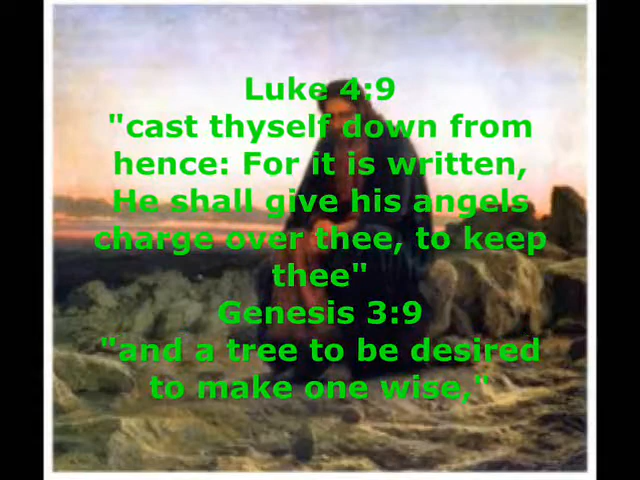 Luke 4:9
"cast thyself down from
hence: For it is written,
He shall give his angels
charge over thee, to keep
thee"
Genesis 3:9
"and a tree to be desired
to make one wise,"